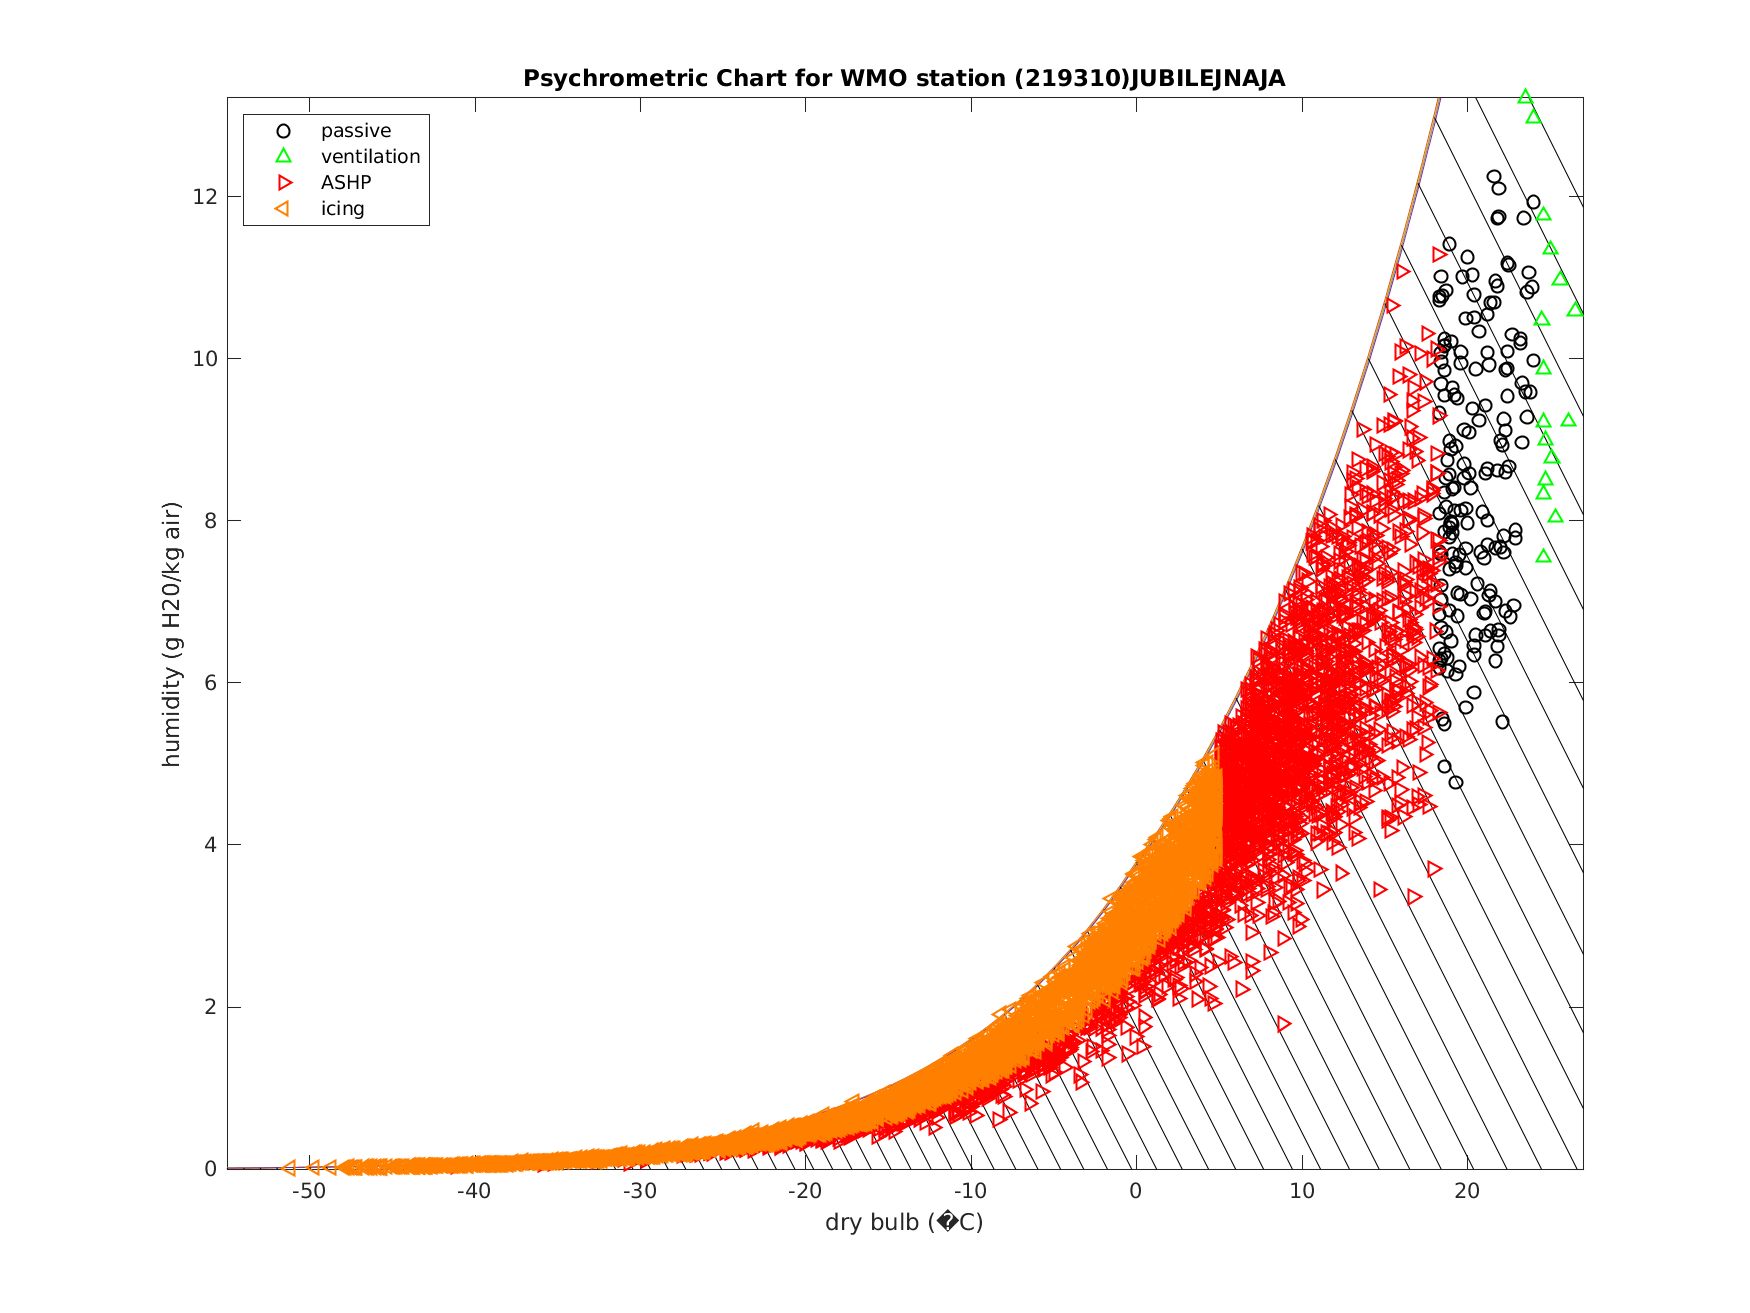 Psychrometric Chart for WMO station (219310)JUBILEJNAJA
passive
ventilation
ASHP
icing
humidity (g H20/kg air)
12
10
8
6
4
2
0
-50 -40 -30 -20 -10 0 10 20
dry bulb (�C)